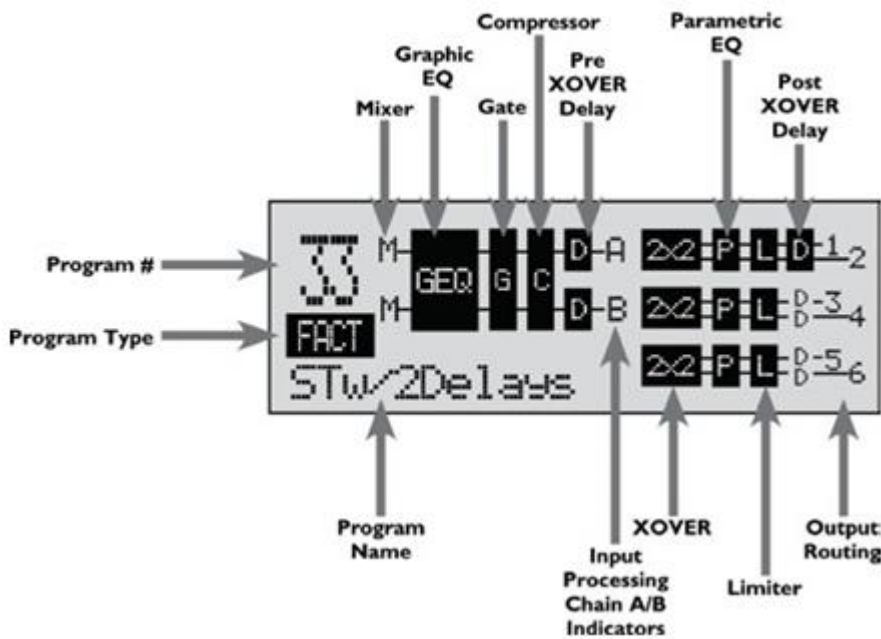 Compressor
Parametric
EQ
Graphic
EQ
Pre
XOVER
Delay
Post
XOVER
Delay
Mixer
Gate
Program #
M
GEQ
G
C
D
A
2x2
P
L
D
1
2
M
D
B
2x2
P
L
D
3
D
4
Program Type
FACT
2x2
P
L
D
5
D
6
STw/2Delays
Program
Name
Input
Processing
Chain A/B
Indicators
XOVER
Limiter
Output
Routing